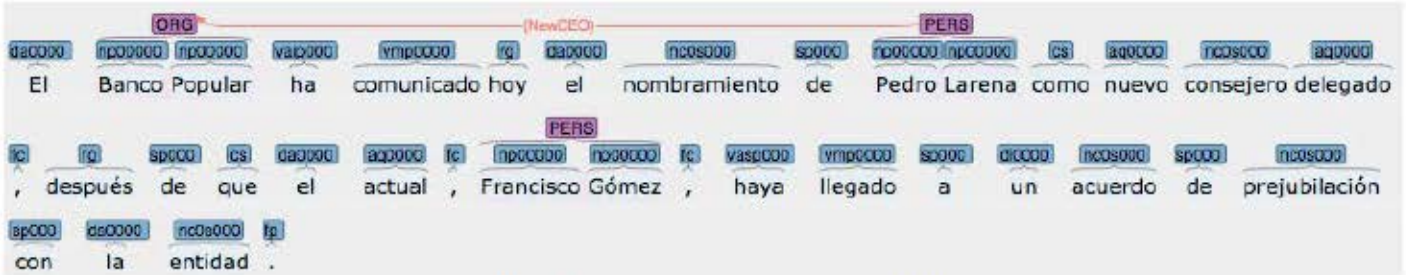 ORG (NewCEO) PERS
da0000 np00000 np00000 vaip000 vmp0000 rg da0000 nc0s000 sp000 np00000 np00000 cs aq0000 nc0s000 aq0000
El Banco Popular ha comunicado hoy el nombramiento de Pedro Larena como nuevo consejero delegado
PERS
fc rg sp000 cs da0000 aq0000 fc np00000 np00000 fc vasp000 vmp0000 sp000 di0000 nc0s000 sp000 nc0s000
, después de que el actual , Francisco Gómez , haya llegado a un acuerdo de prejubilación
sp000 da0000 nc0s000 fp
con la entidad .